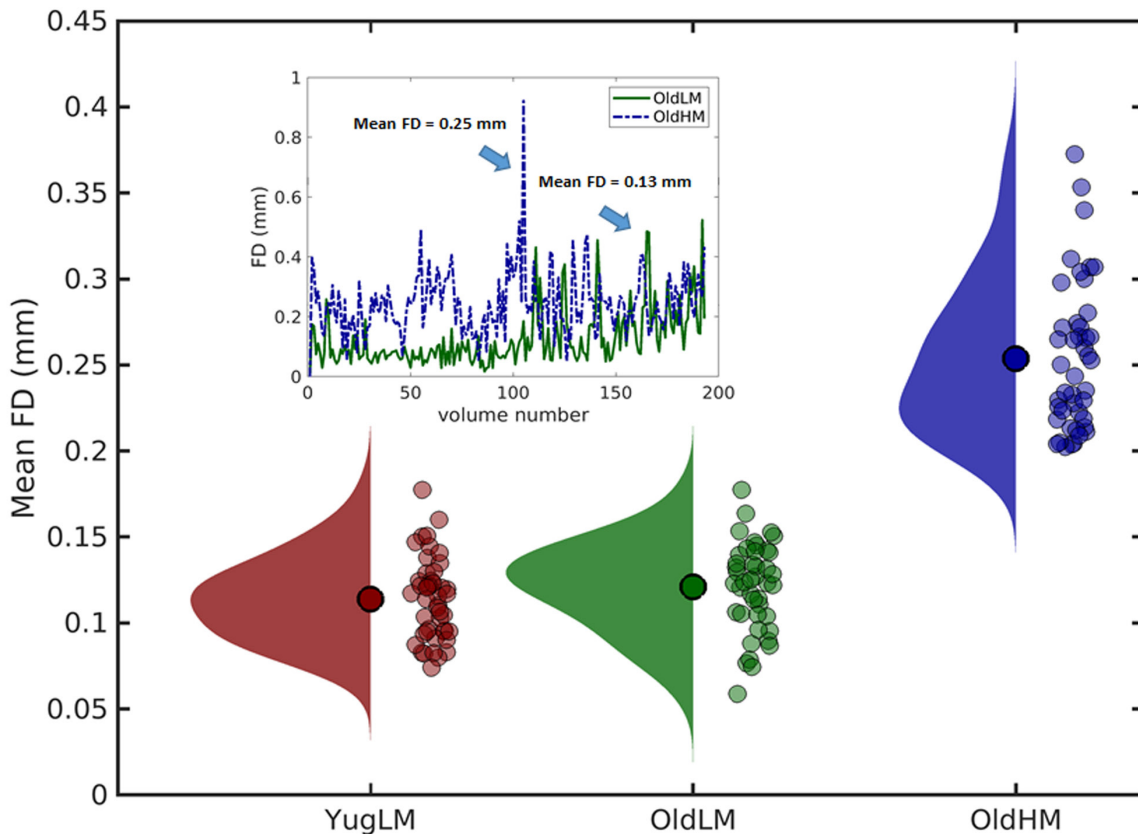 0.45
0.4
0.35
0.3
0.25
0.2
0.15
0.1
0.05
0
Mean FD (mm)
YugLM
OldLM
OldHM
1
0.8
0.6
0.4
0.2
0
FD (mm)
0
50
100
150
200
volume number
OldLM
OldHM
Mean FD = 0.25 mm
Mean FD = 0.13 mm